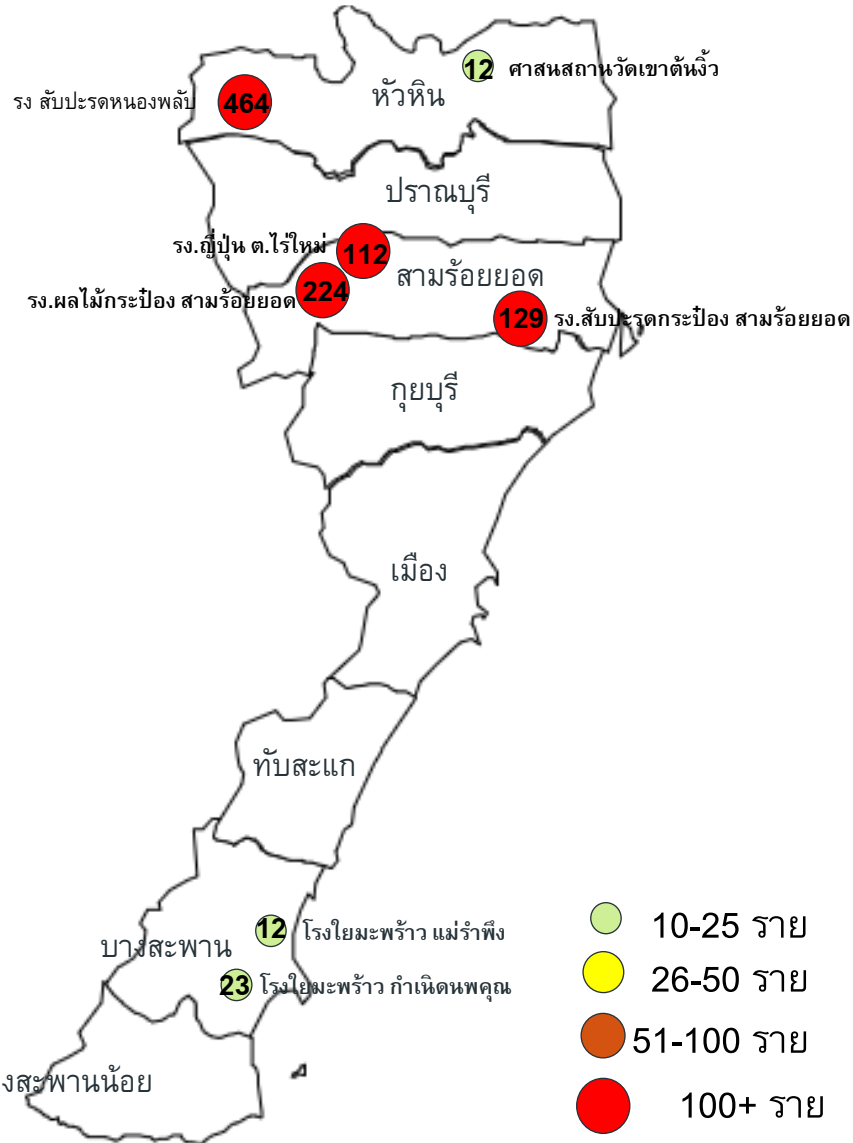 12 ศาสนสถานวัดเขาต้นงิ้ว
รง สับปะรดหนองพลับ 464 หัวหิน
ปราณบุรี
รง.ญี่ปุ่น ต.ไร่ใหม่ 112
สามร้อยยอด
รง.ผลไม้กระป๋อง สามร้อยยอด 224
129 รง.สับปะรดกระป๋อง สามร้อยยอด
กุยบุรี
เมือง
ทับสะแก
12 โรงใยมะพร้าว แม่รำพึง
บางสะพาน
23 โรงใยมะพร้าว กำเนิดนพคุณ
งสะพานน้อย
10-25 ราย
26-50 ราย
51-100 ราย
100+ ราย